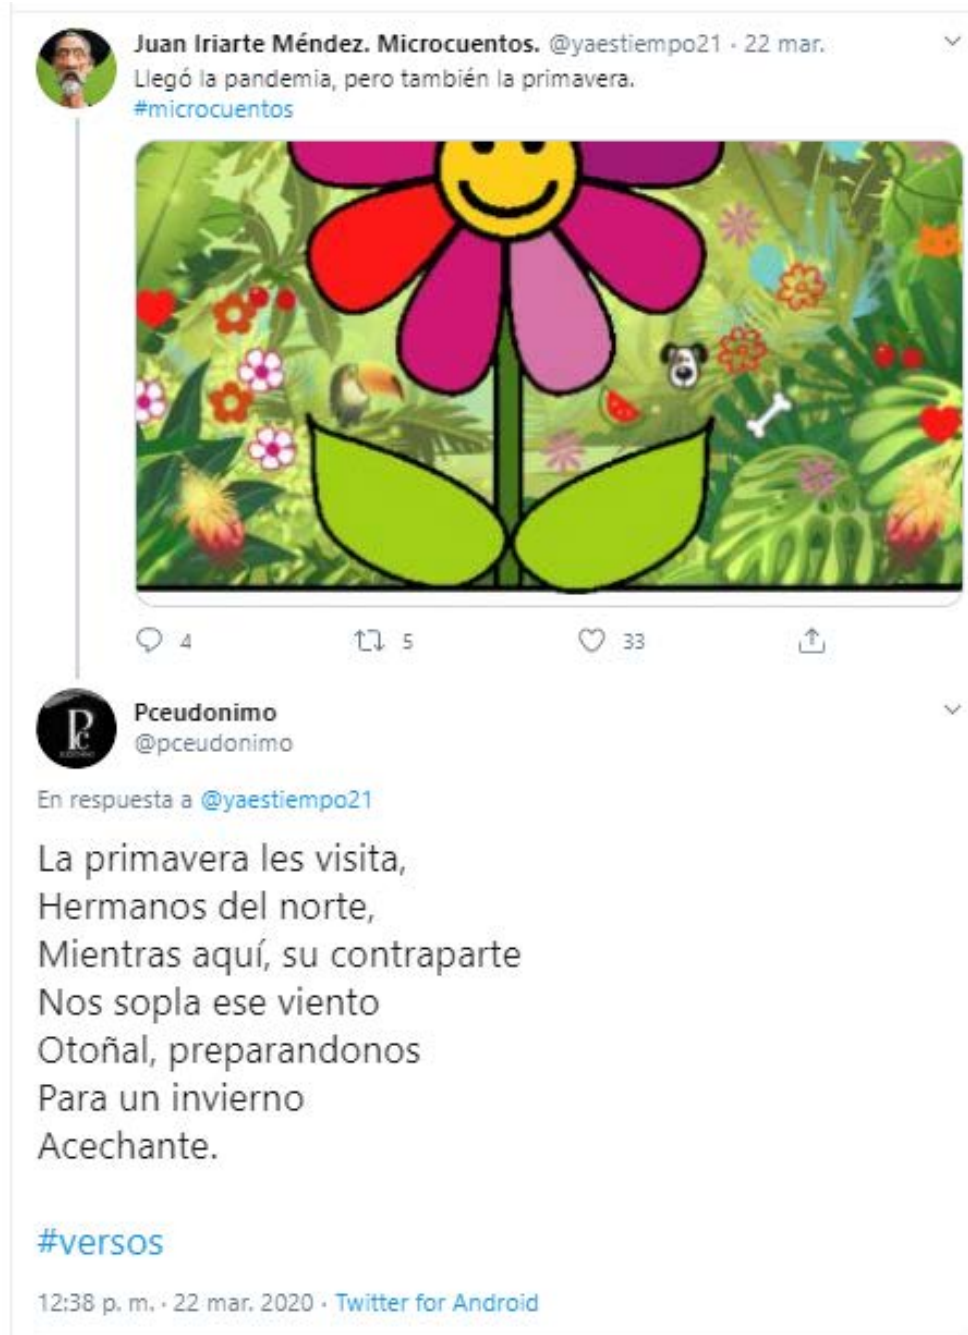 Juan Iriarte Méndez. Microcuentos. @yaestiempo21 · 22 mar.
Llegó la pandemia, pero también la primavera.
#microcuentos
4 5 33
Pc
Pceudonimo
@pceudonimo
En respuesta a @yaestiempo21
La primavera les visita,
Hermanos del norte,
Mientras aquí, su contraparte
Nos sopla ese viento
Otoñal, preparandonos
Para un invierno
Acechante.
#versos
12:38 p. m. · 22 mar. 2020 · Twitter for Android